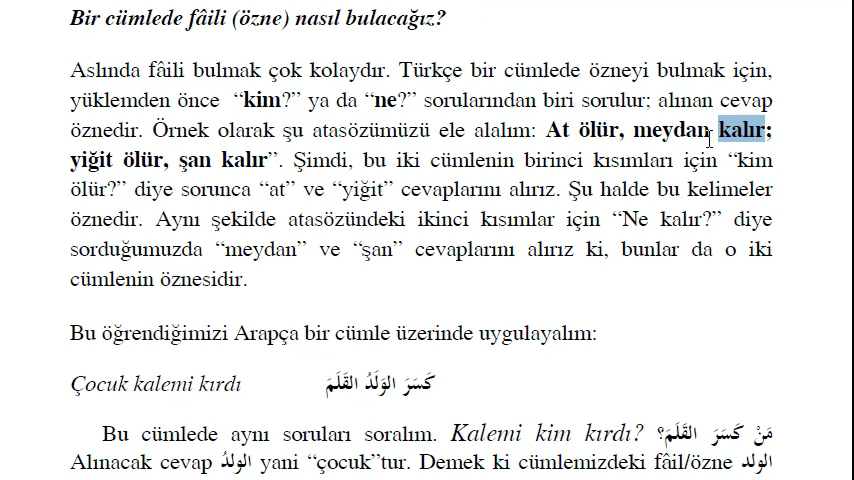 Bir cümlede fâili (özne) nasıl bulacağız?
Aslında fâili bulmak çok kolaydır. Türkçe bir cümlede özneyi bulmak için,
yüklemden önce “kim?” ya da “ne?” sorularından biri sorulur; alınan cevap
öznedir. Örnek olarak şu atasözümüzü ele alalım: At ölür, meydan kalır;
yiğit ölür, şan kalır”. Şimdi, bu iki cümlenin birinci kısımları için “kim
ölür?” diye sorunca “at” ve “yiğit” cevaplarını alırız. Şu halde bu kelimeler
öznedir. Aynı şekilde atasözündeki ikinci kısımlar için “Ne kalır?” diye
sorduğumuzda “meydan” ve “şan” cevaplarını alırız ki, bunlar da o iki
cümlenin öznesidir.
Bu öğrendiğimizi Arapça bir cümle üzerinde uygulayalım:
Çocuk kalemi kırdı كَسَرَ الوَلَدُ القَلَمَ
Bu cümlede aynı soruları soralım. Kalemi kim kırdı? مَنْ كَسَرَ القَلَمَ؟
Alınacak cevap الولدُ yani “çocuk”tur. Demek ki cümlemizdeki fâil/özne الولد